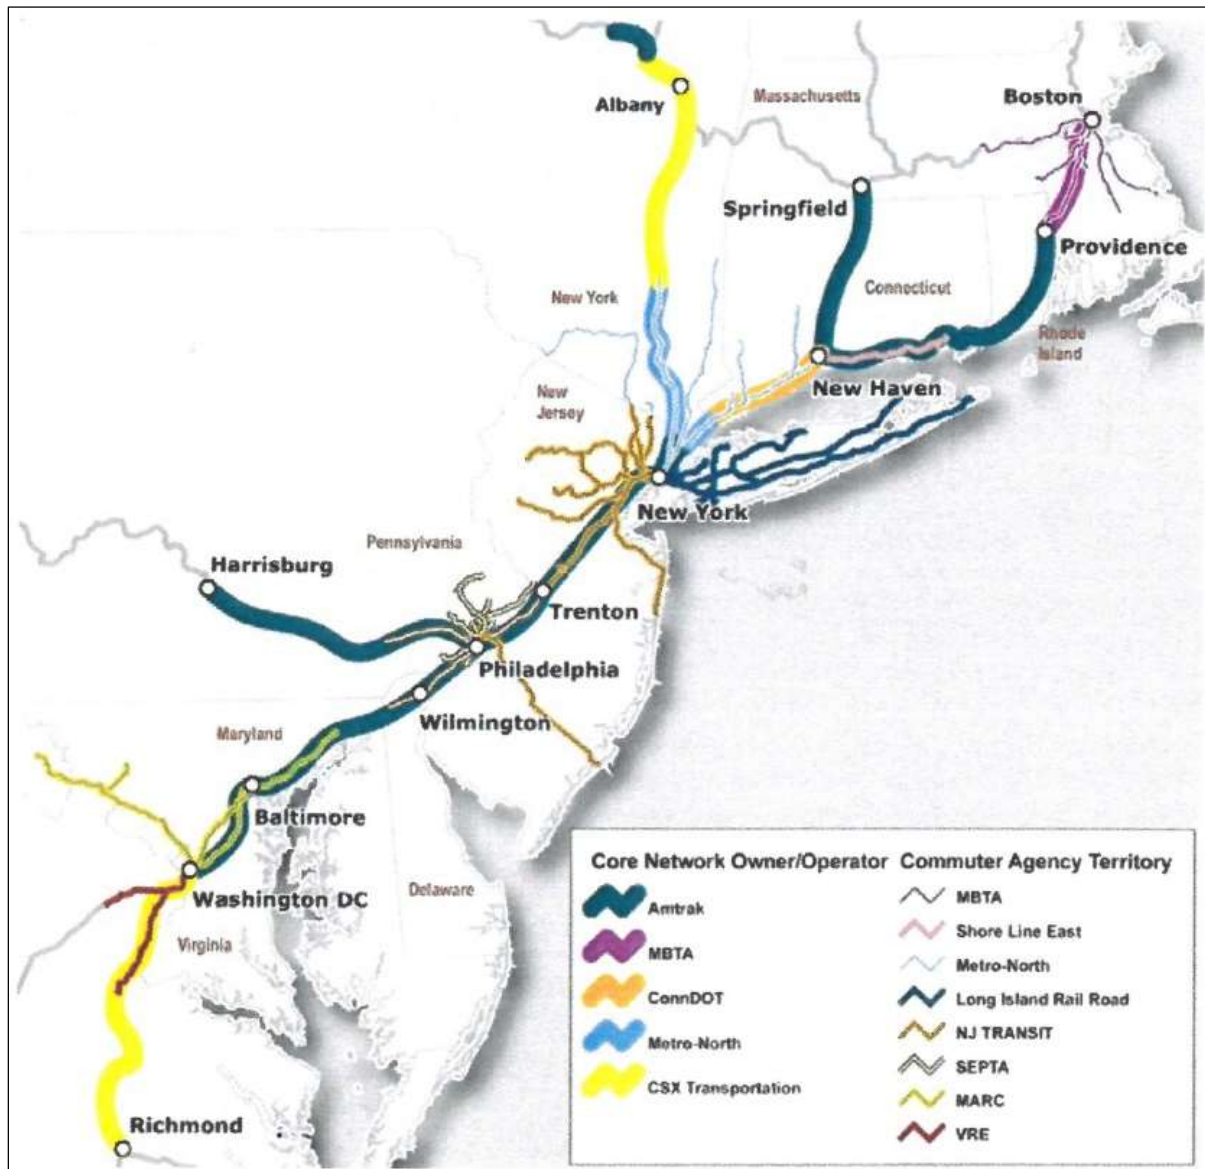 Albany
Massachusetts
Boston
Springfield
Providence
New York
Connecticut
Rhode
Island
New Haven
New
Jersey
New York
Pennsylvania
Harrisburg
Trenton
Philadelphia
Wilmington
Maryland
Baltimore
Washington DC
Delaware
Virginia
Richmond
Core Network Owner/Operator
Amtrak
MBTA
ConnDOT
Metro-North
CSX Transportation
Commuter Agency Territory
MBTA
Shore Line East
Metro-North
Long Island Rail Road
NJ TRANSIT
SEPTA
MARC
VRE